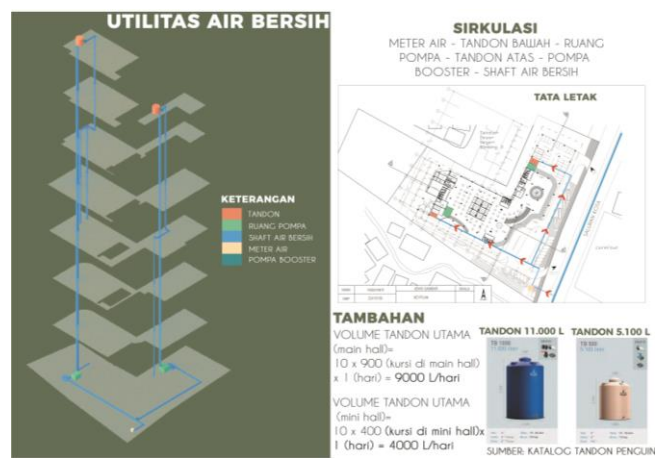 UTILITAS AIR BERSIH
KETERANGAN
TANDON
RUANG POMPA
SHAFT AIR BERSIH
METER AIR
POMPA BOOSTER
SIRKULASI
METER AIR - TANDON BAWAH - RUANG
POMPA - TANDON ATAS - POMPA
BOOSTER - SHAFT AIR BERSIH
TATA LETAK
TAMBAHAN
VOLUME TANDON UTAMA
(main hall)=
10 x 900 (kursi di main hall)
x 1 (hari) = 9000 L/hari
VOLUME TANDON UTAMA
(mini hall)=
10 x 400 (kursi di mini hall)x
1 (hari) = 4000 L/hari
TANDON 11.000 L
TANDON 5.100 L
SUMBER: KATALOG TANDON PENGUIN